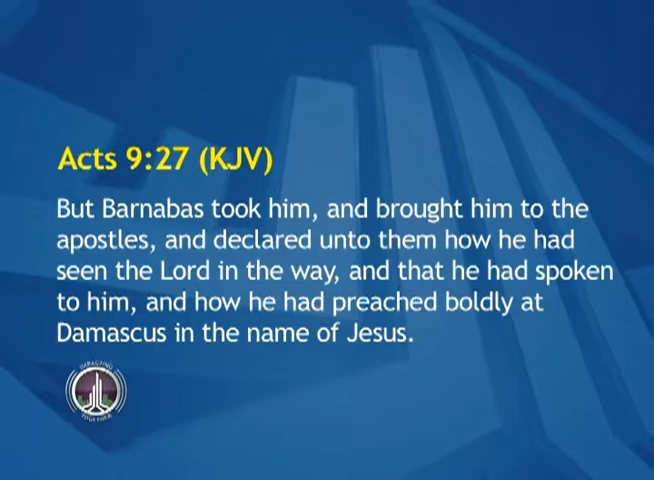 Acts 9:27 (KJV)
But Barnabas took him, and brought him to the
apostles, and declared unto them how he had
seen the Lord in the way, and that he had spoken
to him, and how he had preached boldly at
Damascus in the name of Jesus.